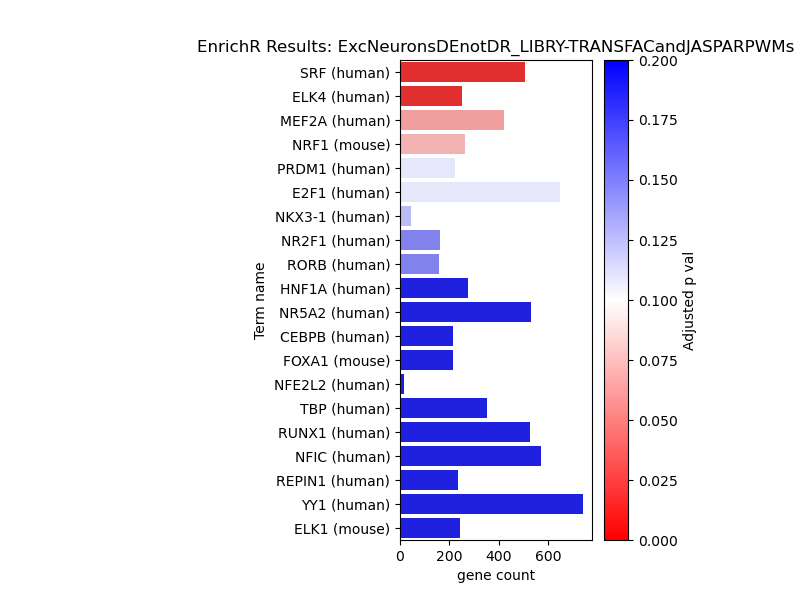 EnrichR Results: ExcNeuronsDEnotDR_LIBRY-TRANSFACandJASPARPWMs
SRF (human)
ELK4 (human)
MEF2A (human)
NRF1 (mouse)
PRDM1 (human)
E2F1 (human)
NKX3-1 (human)
NR2F1 (human)
RORB (human)
HNF1A (human)
NR5A2 (human)
CEBPB (human)
FOXA1 (mouse)
NFE2L2 (human)
TBP (human)
RUNX1 (human)
NFIC (human)
REPIN1 (human)
YY1 (human)
ELK1 (mouse)
Term name
0 200 400 600
gene count
0.200
0.175
0.150
0.125
0.100
0.075
0.050
0.025
0.000
Adjusted p val